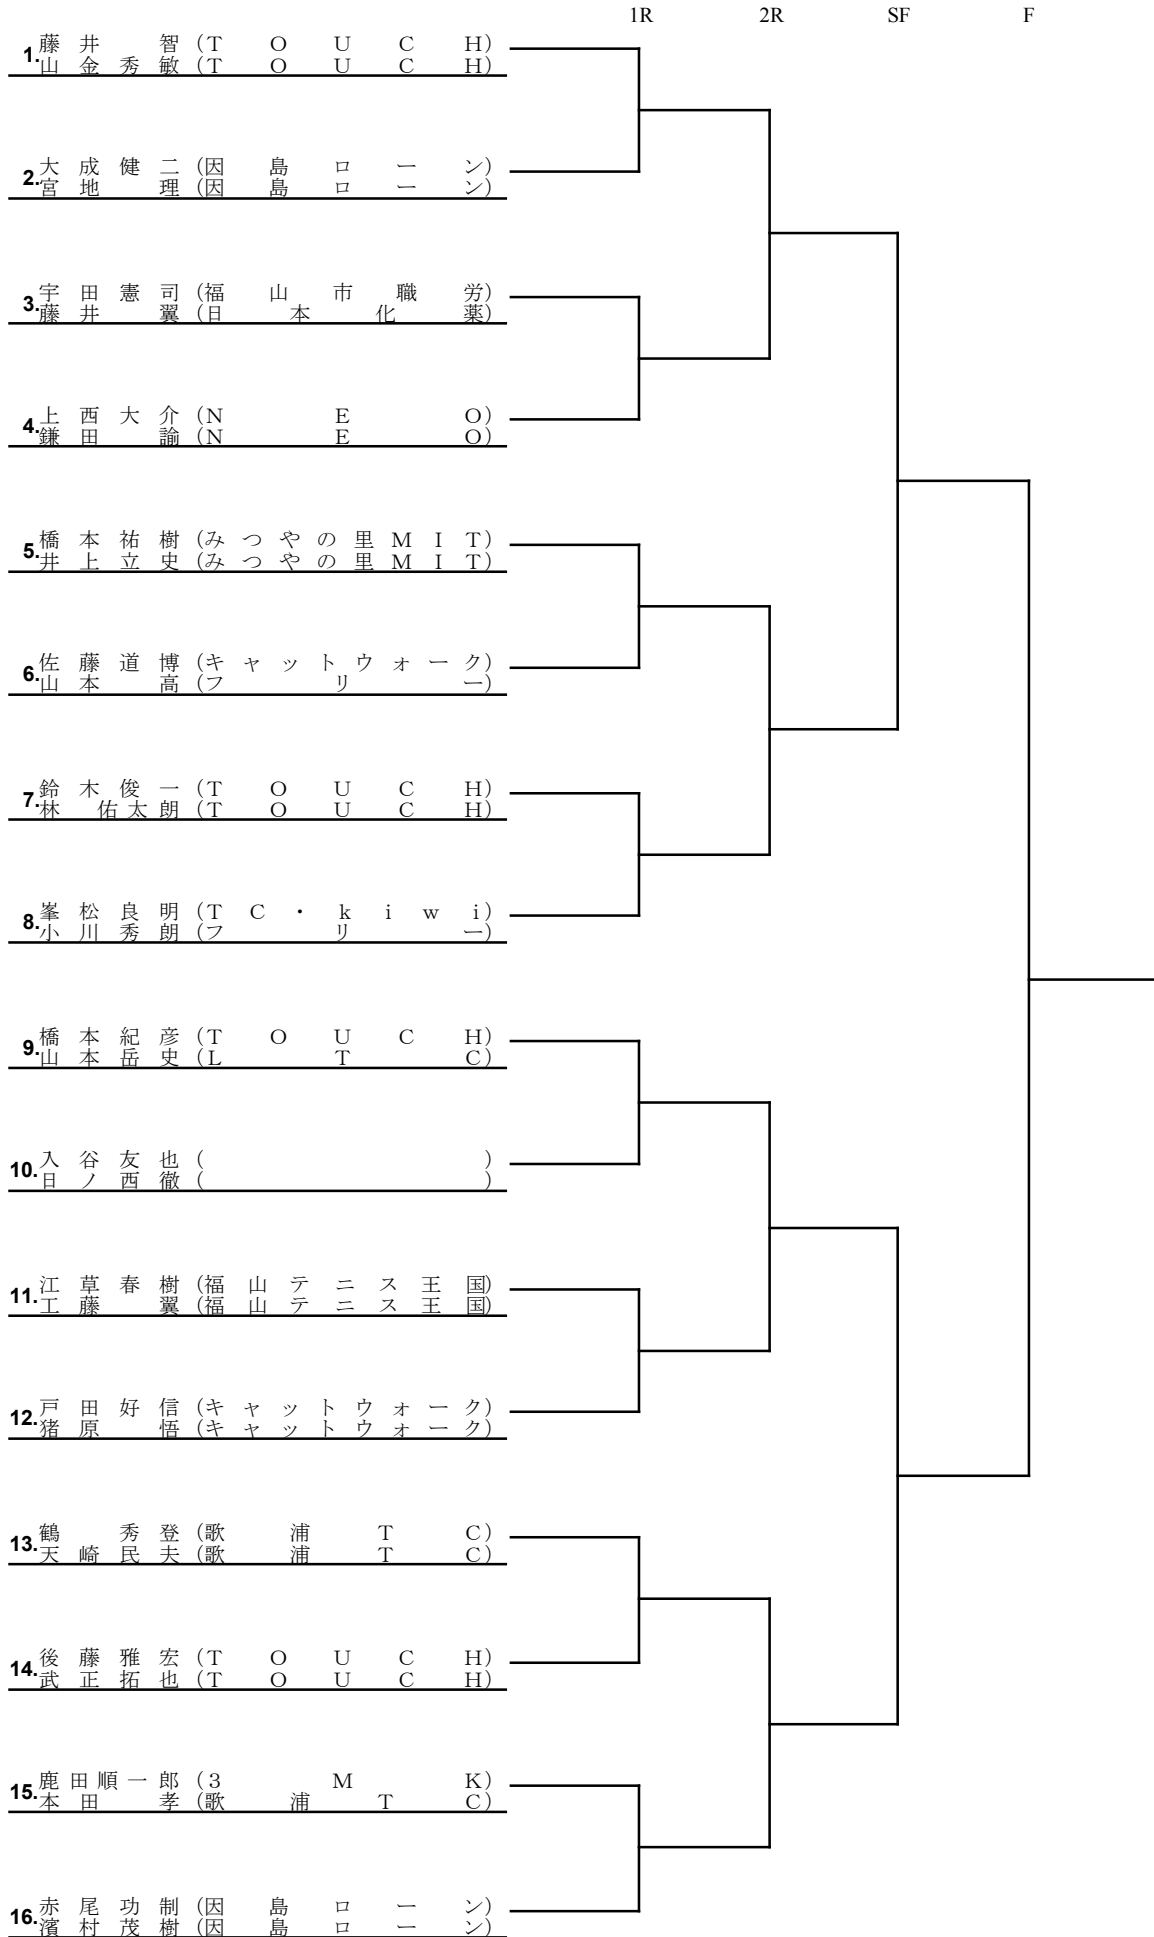 1R 2R SF F
1. 藤井 智 (TOUCH)
山金秀敏 (TOUCH)
2. 大成健二 (因島ローン)
宮地 理 (因島ローン)
3. 宇田憲司 (福山市職労)
藤井 翼 (日本化薬)
4. 上西大介 (NEO)
鎌田 諭 (NEO)
5. 橋本祐樹 (みつやの里MIT)
井上立史 (みつやの里MIT)
6. 佐藤道博 (キャットウォーク)
山本 高 (フリー)
7. 鈴木俊一 (TOUCH)
林 佑太朗 (TOUCH)
8. 峯松良明 (TC・kiwi)
小川秀朗 (フリー)
9. 橋本紀彦 (TOUCH)
山本岳史 (LTC)
10. 入谷友也 ( )
日ノ西徹 ( )
11. 江草春樹 (福山テニス王国)
工藤 翼 (福山テニス王国)
12. 戸田好信 (キャットウォーク)
猪原 悟 (キャットウォーク)
13. 鶴 秀登 (歌浦TC)
天崎民夫 (歌浦TC)
14. 後藤雅宏 (TOUCH)
武正拓也 (TOUCH)
15. 鹿田順一郎 (3MK)
本田 孝 (歌浦TC)
16. 赤尾功制 (因島ローン)
濱村茂樹 (因島ローン)